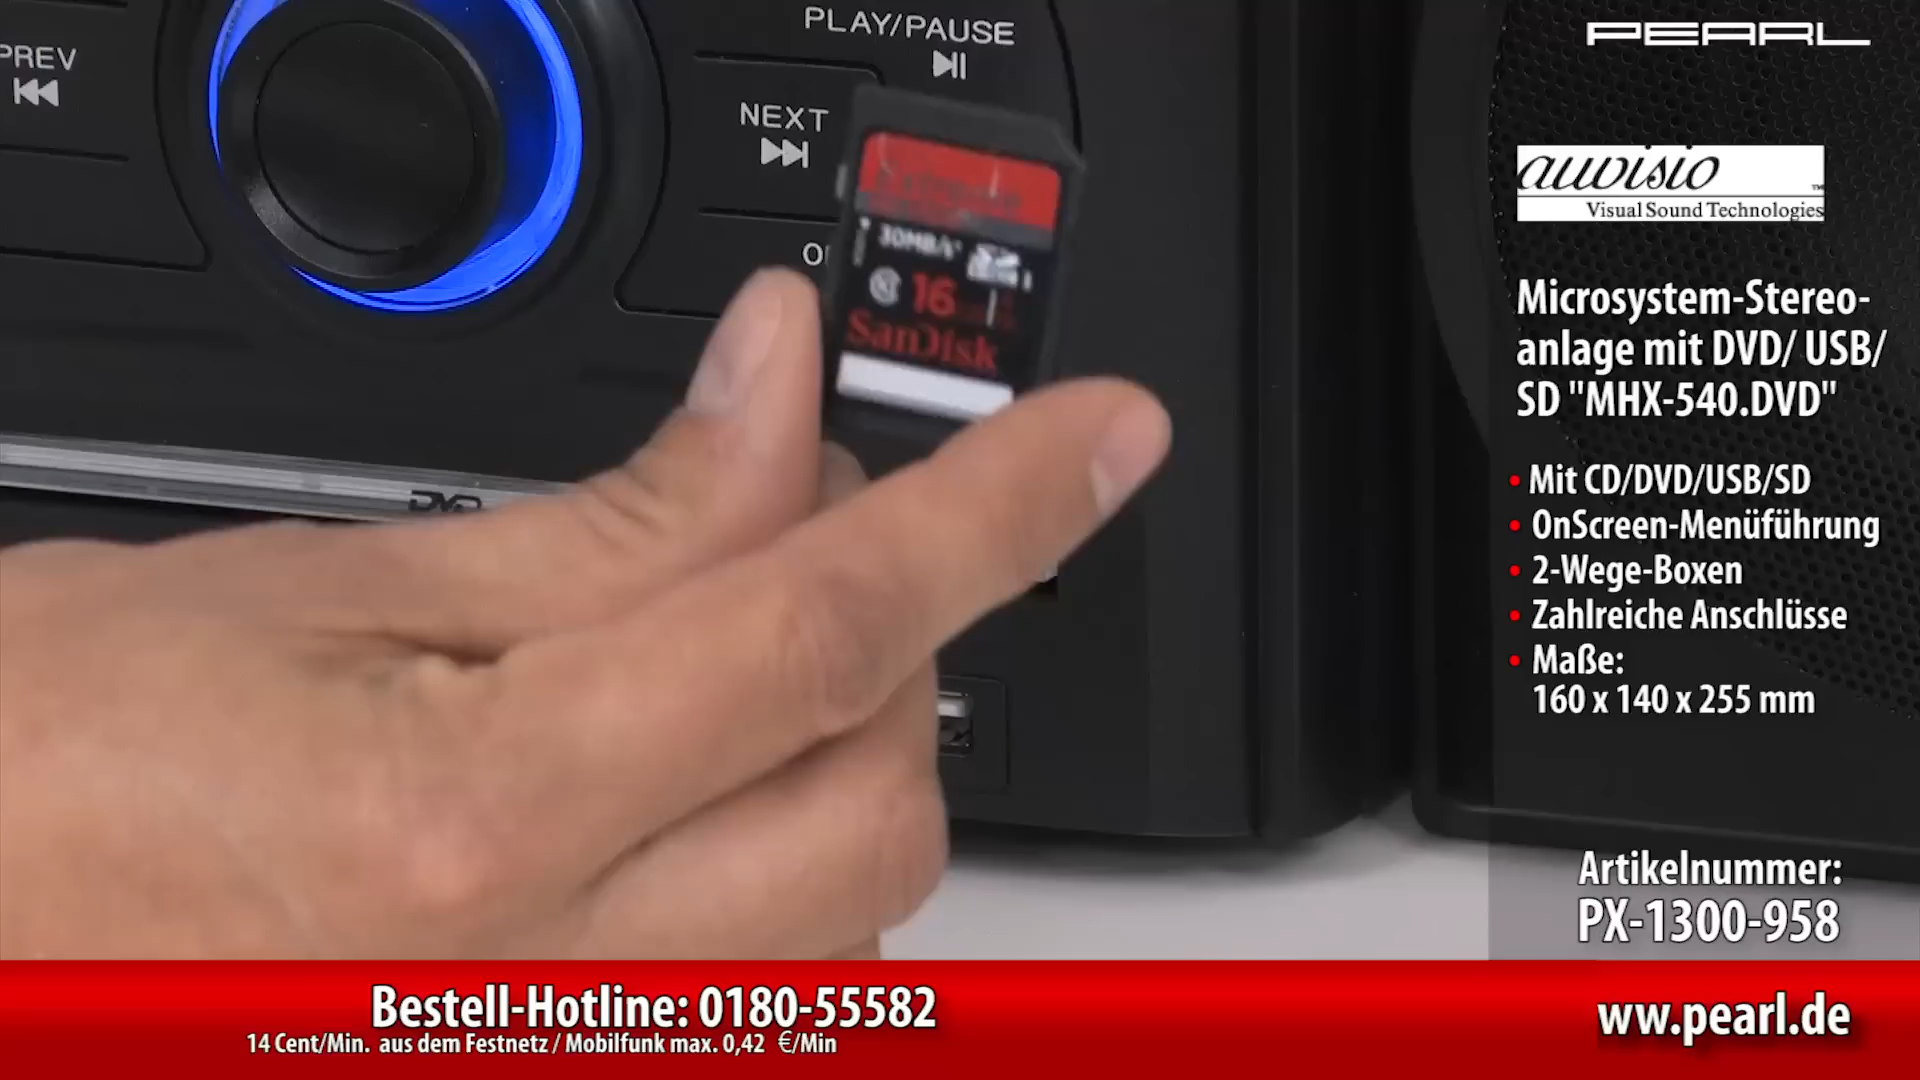 PREV
PLAY/PAUSE
NEXT
30MB/s
16
SanDisk
DVD
PEARL
auvisio
Visual Sound Technologies
Microsystem-Stereo-
anlage mit DVD/ USB/
SD "MHX-540.DVD"
• Mit CD/DVD/USB/SD
• OnScreen-Menüführung
• 2-Wege-Boxen
• Zahlreiche Anschlüsse
• Maße:
160 x 140 x 255 mm
Artikelnummer:
PX-1300-958
Bestell-Hotline: 0180-55582
14 Cent/Min. aus dem Festnetz / Mobilfunk max. 0,42 €/Min
www.pearl.de